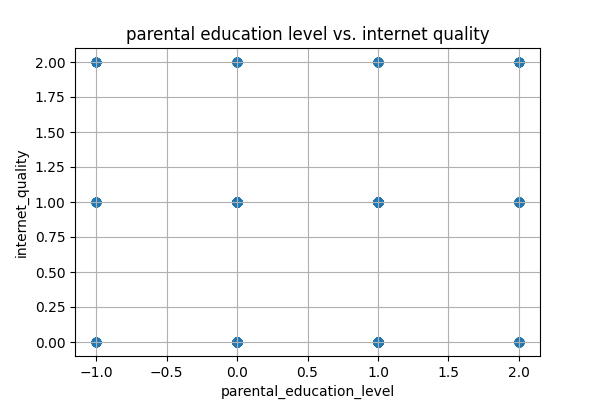 parental education level vs. internet quality
2.00
1.75
1.50
1.25
1.00
0.75
0.50
0.25
0.00
internet_quality
−1.0 −0.5 0.0 0.5 1.0 1.5 2.0
parental_education_level